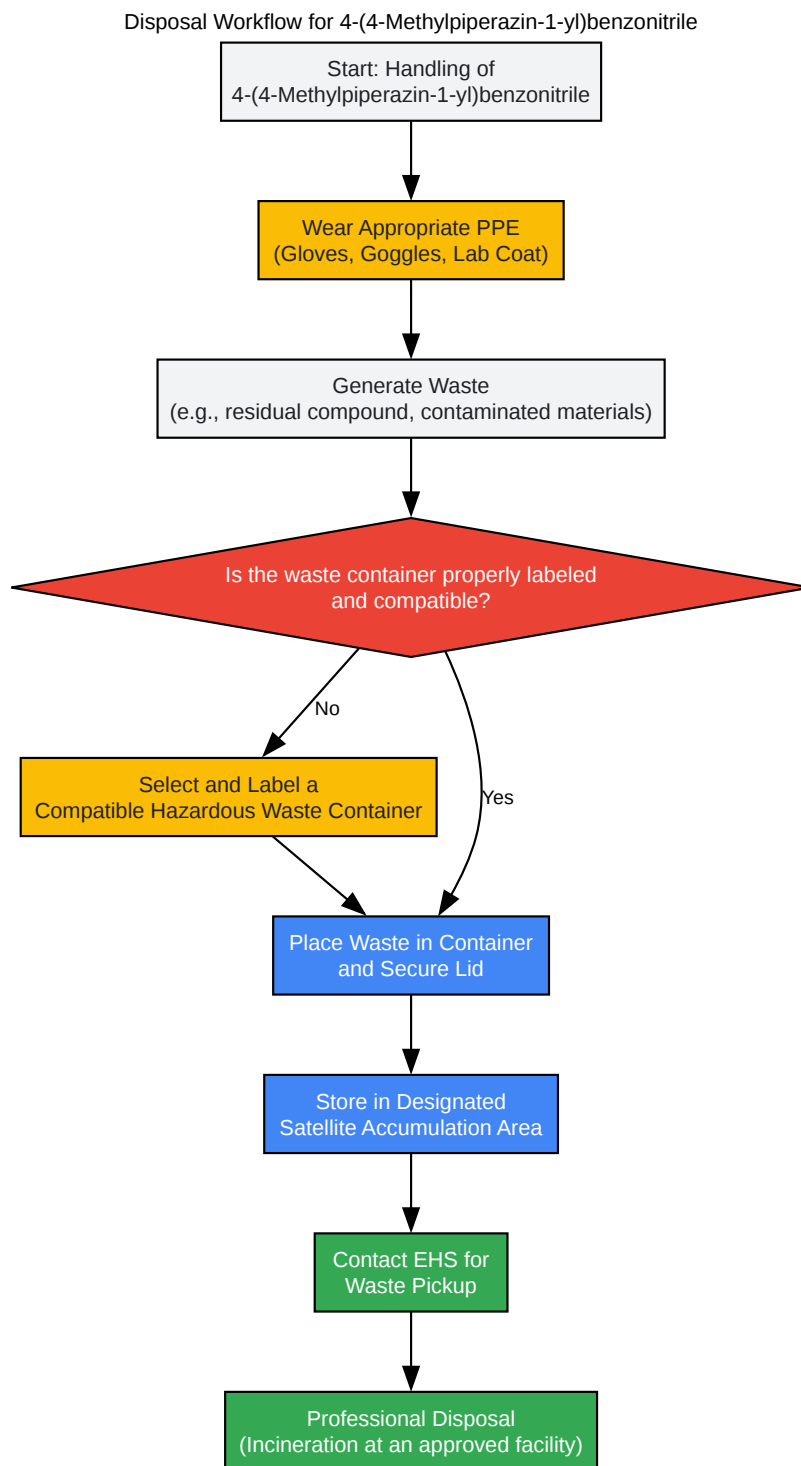 Disposal Workflow for 4-(4-Methylpiperazin-1-yl)benzonitrile
Start: Handling of
4-(4-Methylpiperazin-1-yl)benzonitrile
Wear Appropriate PPE
(Gloves, Goggles, Lab Coat)
Generate Waste
(e.g., residual compound, contaminated materials)
Is the waste container properly labeled
and compatible?
No
Select and Label a
Compatible Hazardous Waste Container
Yes
Place Waste in Container
and Secure Lid
Store in Designated
Satellite Accumulation Area
Contact EHS for
Waste Pickup
Professional Disposal
(Incineration at an approved facility)